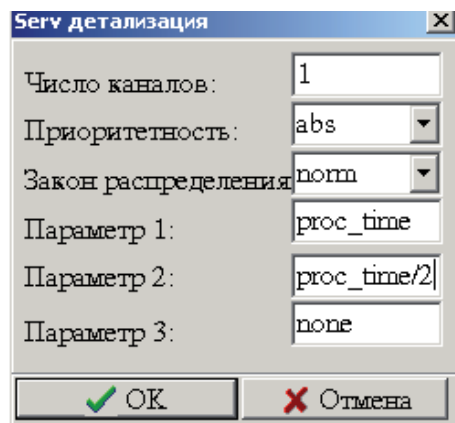 Serv детализация
Число каналов: 1
Приоритетность: abs
Закон распределения norm
Параметр 1: proc_time
Параметр 2: proc_time/2
Параметр 3: none
OK Отмена